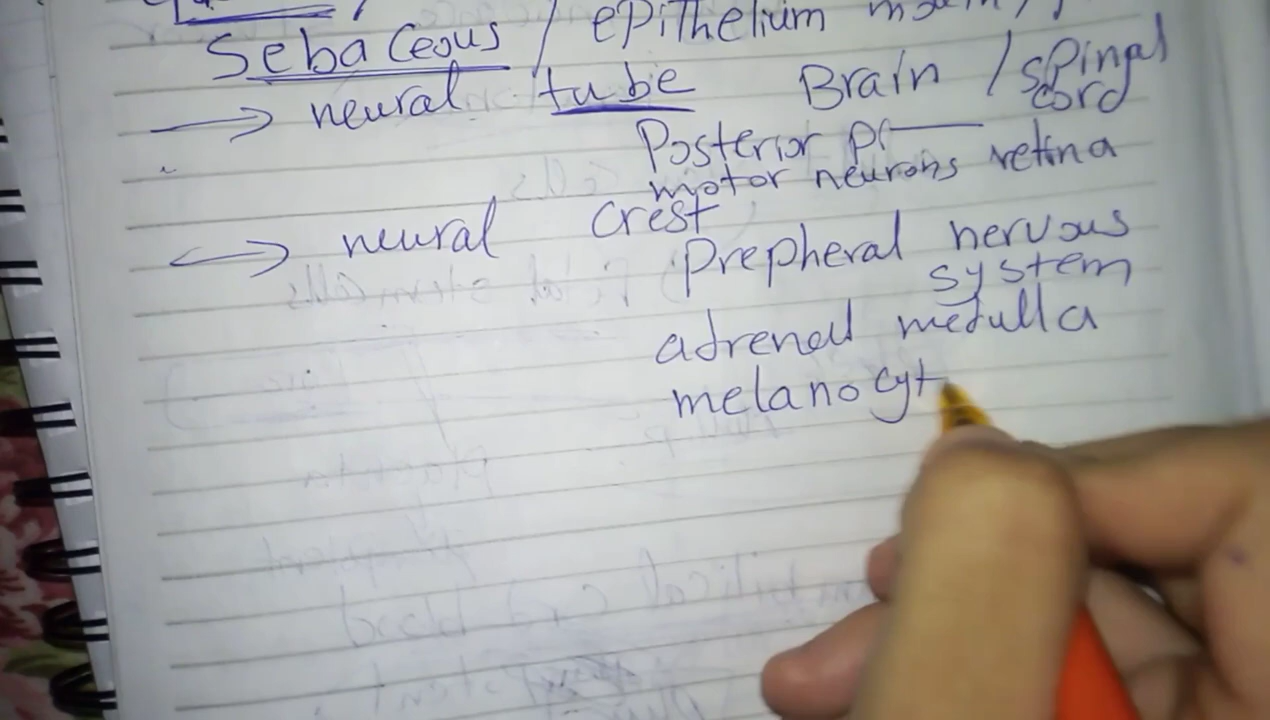 Sebaceous / epithelium
→ neural tube Brain / spinal
cord
Posterior
motor neurons retina
→ neural crest
Prepheral nervous
system
adrenal medulla
melanocyt